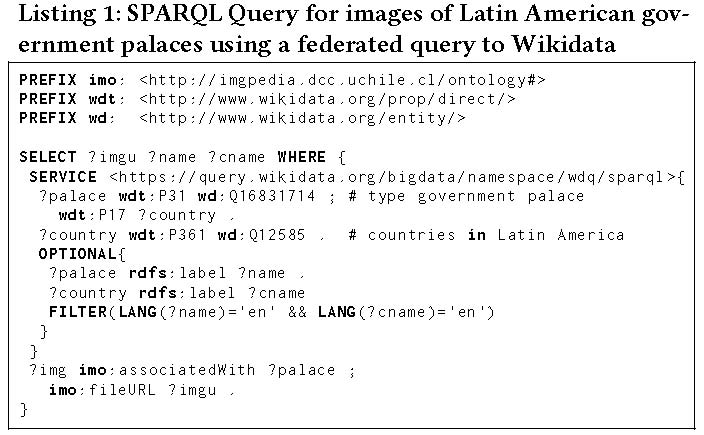 Listing 1: SPARQL Query for images of Latin American gov-
ernment palaces using a federated query to Wikidata
PREFIX imo: <http://imgpedia.dcc.uchile.cl/ontology#>
PREFIX wdt: <http://www.wikidata.org/prop/direct/>
PREFIX wd: <http://www.wikidata.org/entity/>
SELECT ?imgu ?name ?cname WHERE {
SERVICE <https://query.wikidata.org/bigdata/namespace/wdq/sparql>{
?palace wdt:P31 wd:Q16831714 ; # type government palace
wdt:P17 ?country .
?country wdt:P361 wd:Q12585 . # countries in Latin America
OPTIONAL{
?palace rdfs:label ?name .
?country rdfs:label ?cname
FILTER(LANG(?name)='en' && LANG(?cname)='en')
}
}
?img imo:associatedWith ?palace ;
imo:fileURL ?imgu .
}